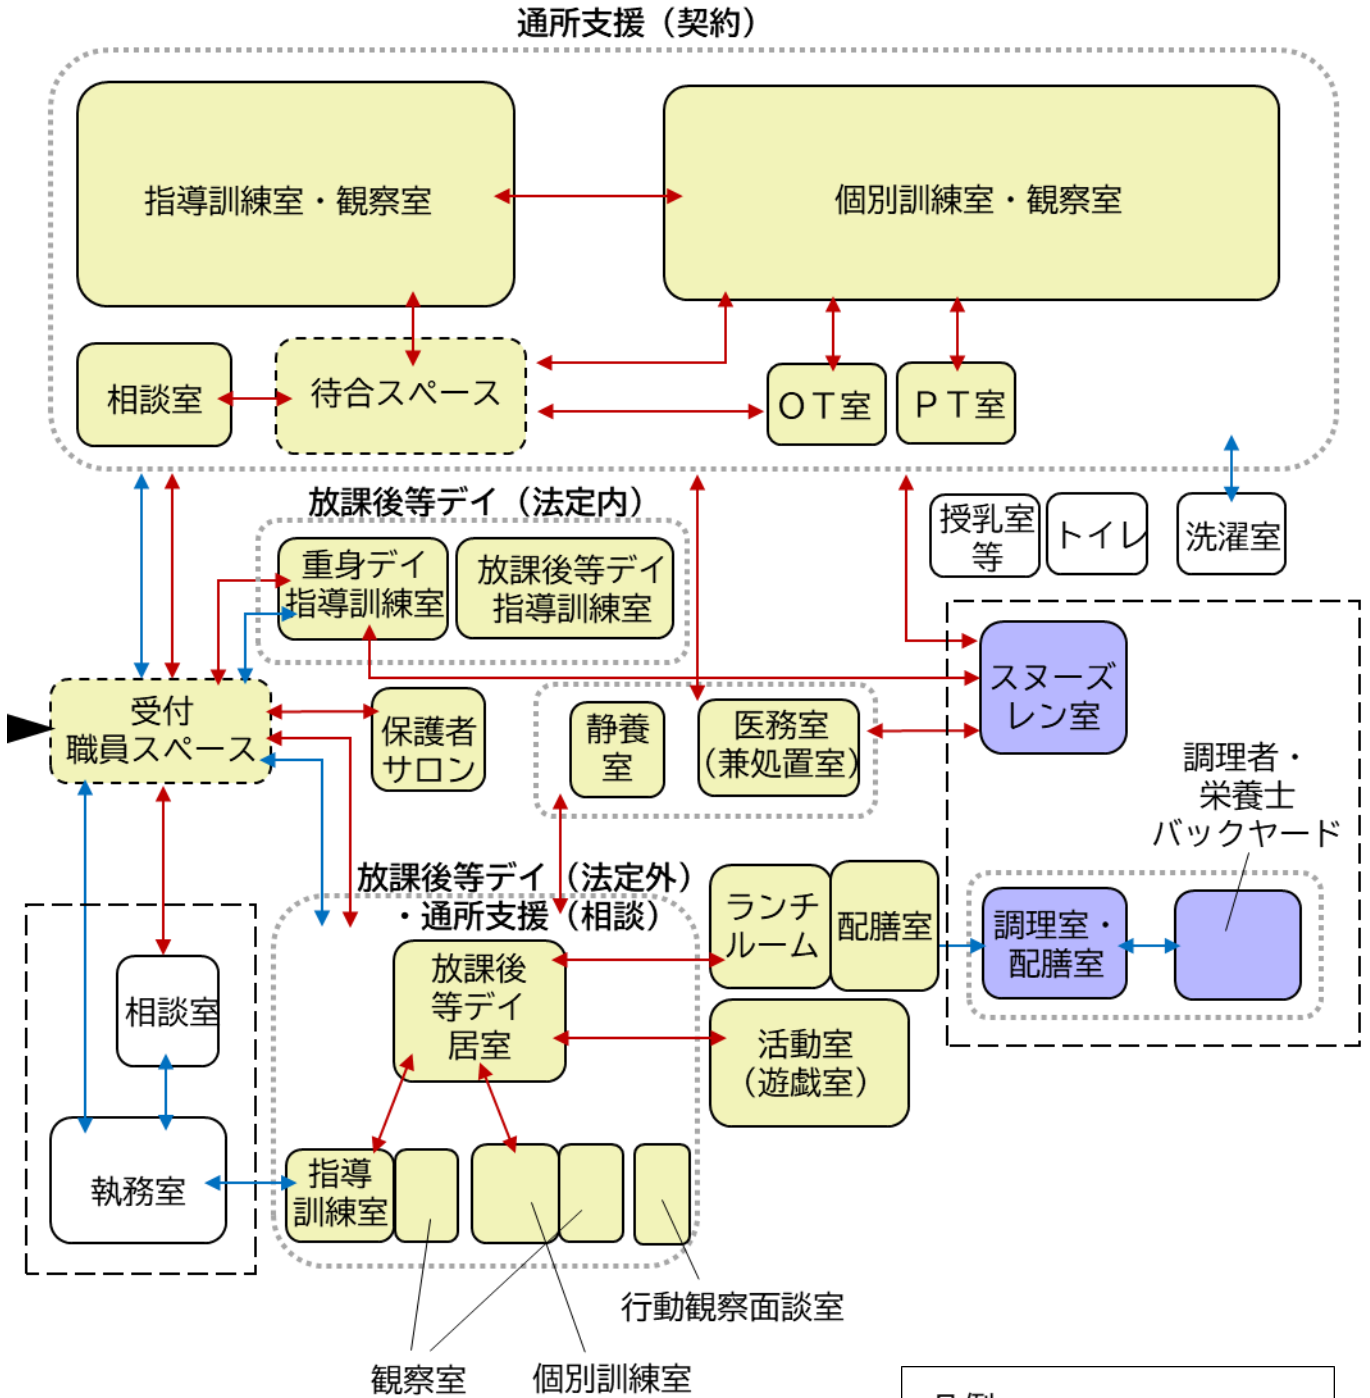 通所支援（契約）
指導訓練室・観察室
個別訓練室・観察室
相談室
待合スペース
ＯＴ室
ＰＴ室
放課後等デイ（法定内）
重身デイ
指導訓練室
放課後等デイ
指導訓練室
授乳室
等
トイレ
洗濯室
スヌーズ
レン室
受付
職員スペース
保護者
サロン
静養
室
医務室
（兼処置室）
調理者・
栄養士
バックヤード
放課後等デイ（法定外）
・通所支援（相談）
ランチ
ルーム
配膳室
調理室・
配膳室
放課後
等デイ
居室
相談室
活動室
（遊戯室）
執務室
指導
訓練室
行動観察面談室
観察室
個別訓練室